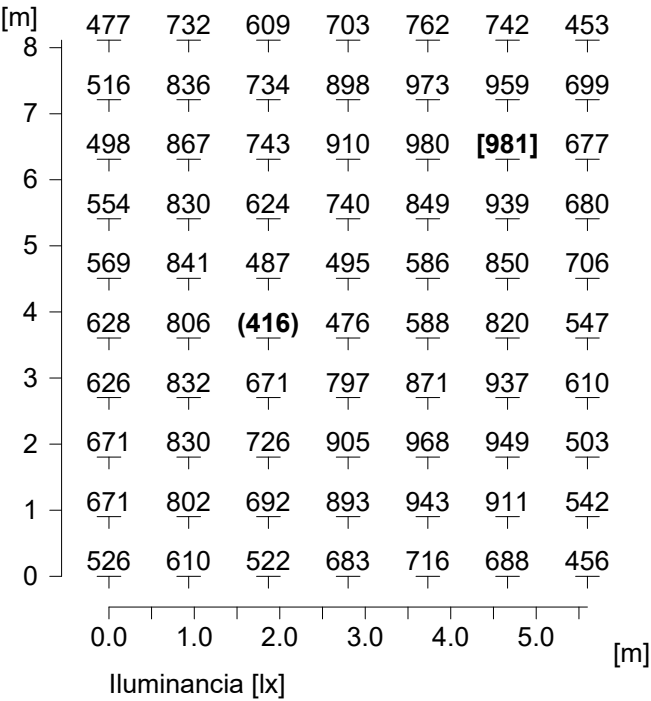 [m]
477 732 609 703 762 742 453
8
516 836 734 898 973 959 699
7
498 867 743 910 980 [981] 677
6
554 830 624 740 849 939 680
5
569 841 487 495 586 850 706
4
628 806 (416) 476 588 820 547
3
626 832 671 797 871 937 610
2
671 830 726 905 968 949 503
1
671 802 692 893 943 911 542
0
526 610 522 683 716 688 456
0.0 1.0 2.0 3.0 4.0 5.0
[m]
Iluminancia [lx]